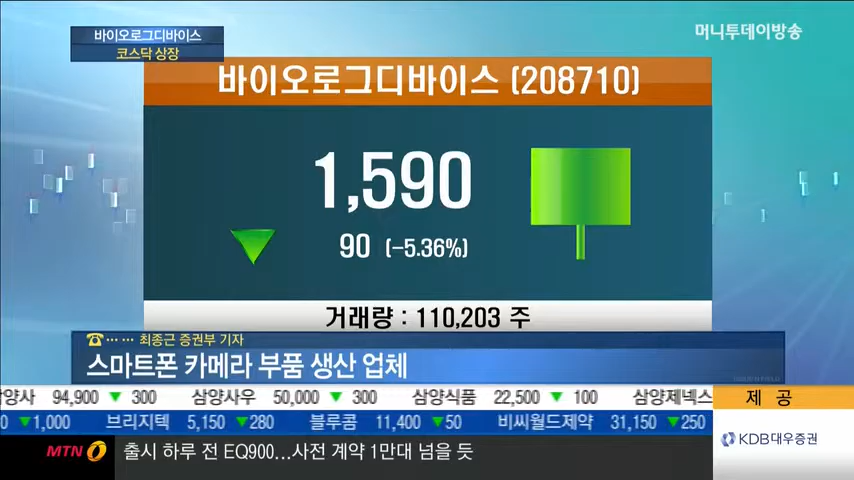 바이오로그디바이스
코스닥 상장
머니투데이방송
바이오로그디바이스 (208710)
1,590
▼ 90 (-5.36%)
거래량 : 110,203 주
☎…… 최종근 증권부 기자
스마트폰 카메라 부품 생산 업체
양사 94,900 ▼ 300 삼양사우 50,000 ▼ 300 삼양식품 22,500 ▼ 100 삼양제넥스
0 ▼1,000 브리지텍 5,150 ▼280 블루콤 11,400 ▼50 비씨월드제약 31,150 ▼250
제 공
KDB대우증권
MTN 출시 하루 전 EQ900...사전 계약 1만대 넘을 듯